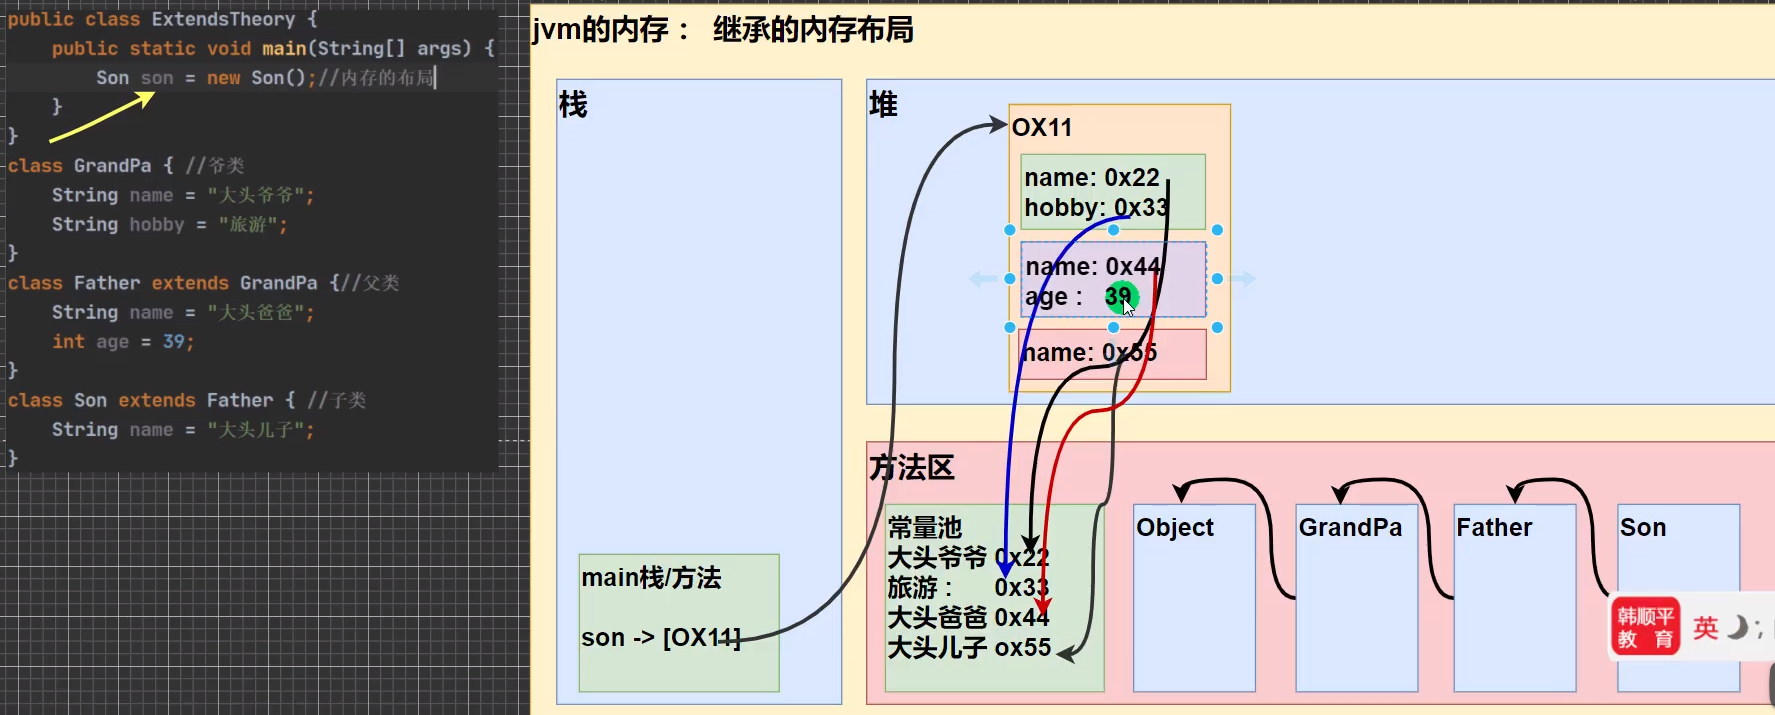 public class ExtendsTheory {
public static void main(String[] args) {
Son son = new Son();//内存的布局
}
}
class GrandPa { //爷类
String name = "大头爷爷";
String hobby = "旅游";
}
class Father extends GrandPa {//父类
String name = "大头爸爸";
int age = 39;
}
class Son extends Father { //子类
String name = "大头儿子";
}
jvm的内存： 继承的内存布局
栈
main栈/方法
son -> [OX11]
堆
OX11
name: 0x22
hobby: 0x33
name: 0x44
age : 39
name: 0x55
方法区
常量池
大头爷爷 0x22
旅游 : 0x33
大头爸爸 0x44
大头儿子 ox55
Object
GrandPa
Father
Son
韩顺平
教 育
英